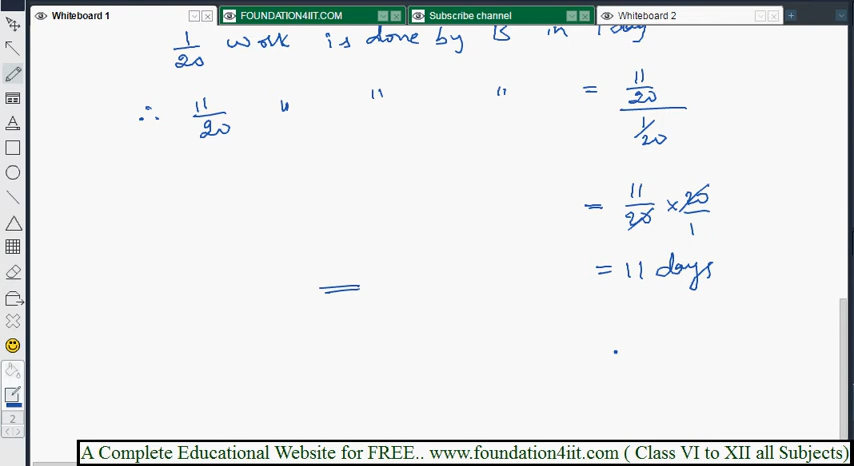 Whiteboard 1 FOUNDATION4IIT.COM Subscribe channel Whiteboard 2
1/20 work is done by B in 1 day
∴ 11/20 " " " = 11/20 / 1/20
= 11/20 × 20/1
= 11 days
2
A Complete Educational Website for FREE.. www.foundation4iit.com ( Class VI to XII all Subjects)